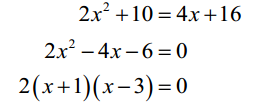 2x² + 10 = 4x + 16
2x² – 4x – 6 = 0
2(x + 1)(x – 3) = 0